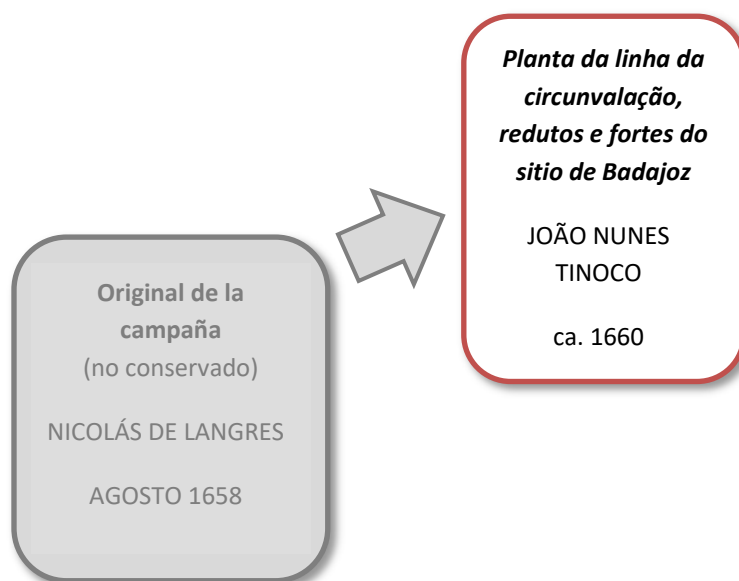 Planta da linha da
circunvalação,
redutos e fortes do
sitio de Badajoz
JOÃO NUNES
TINOCO
ca. 1660
Original de la
campaña
(no conservado)
NICOLÁS DE LANGRES
AGOSTO 1658